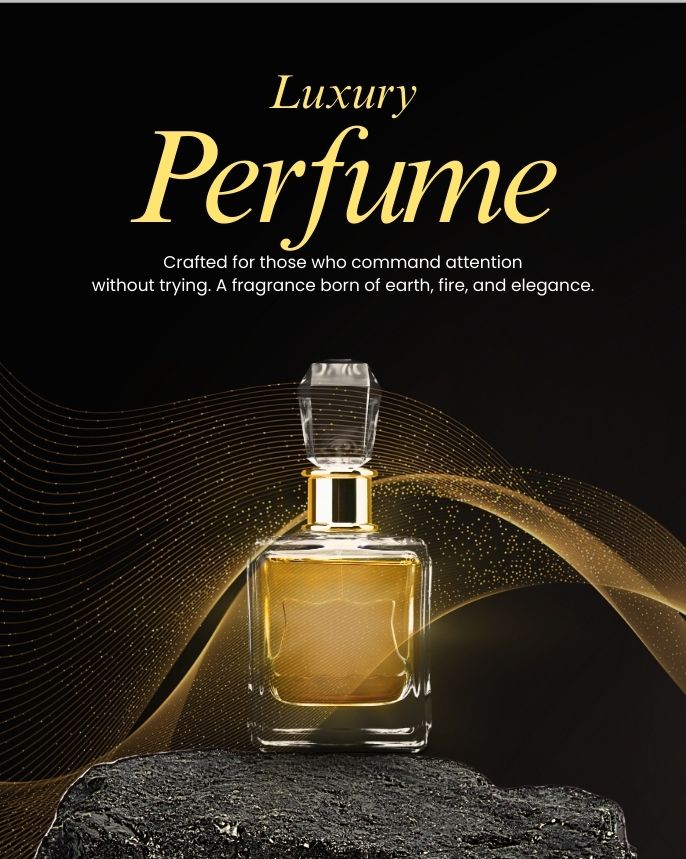 Luxury
Perfume
Crafted for those who command attention
without trying. A fragrance born of earth, fire, and elegance.